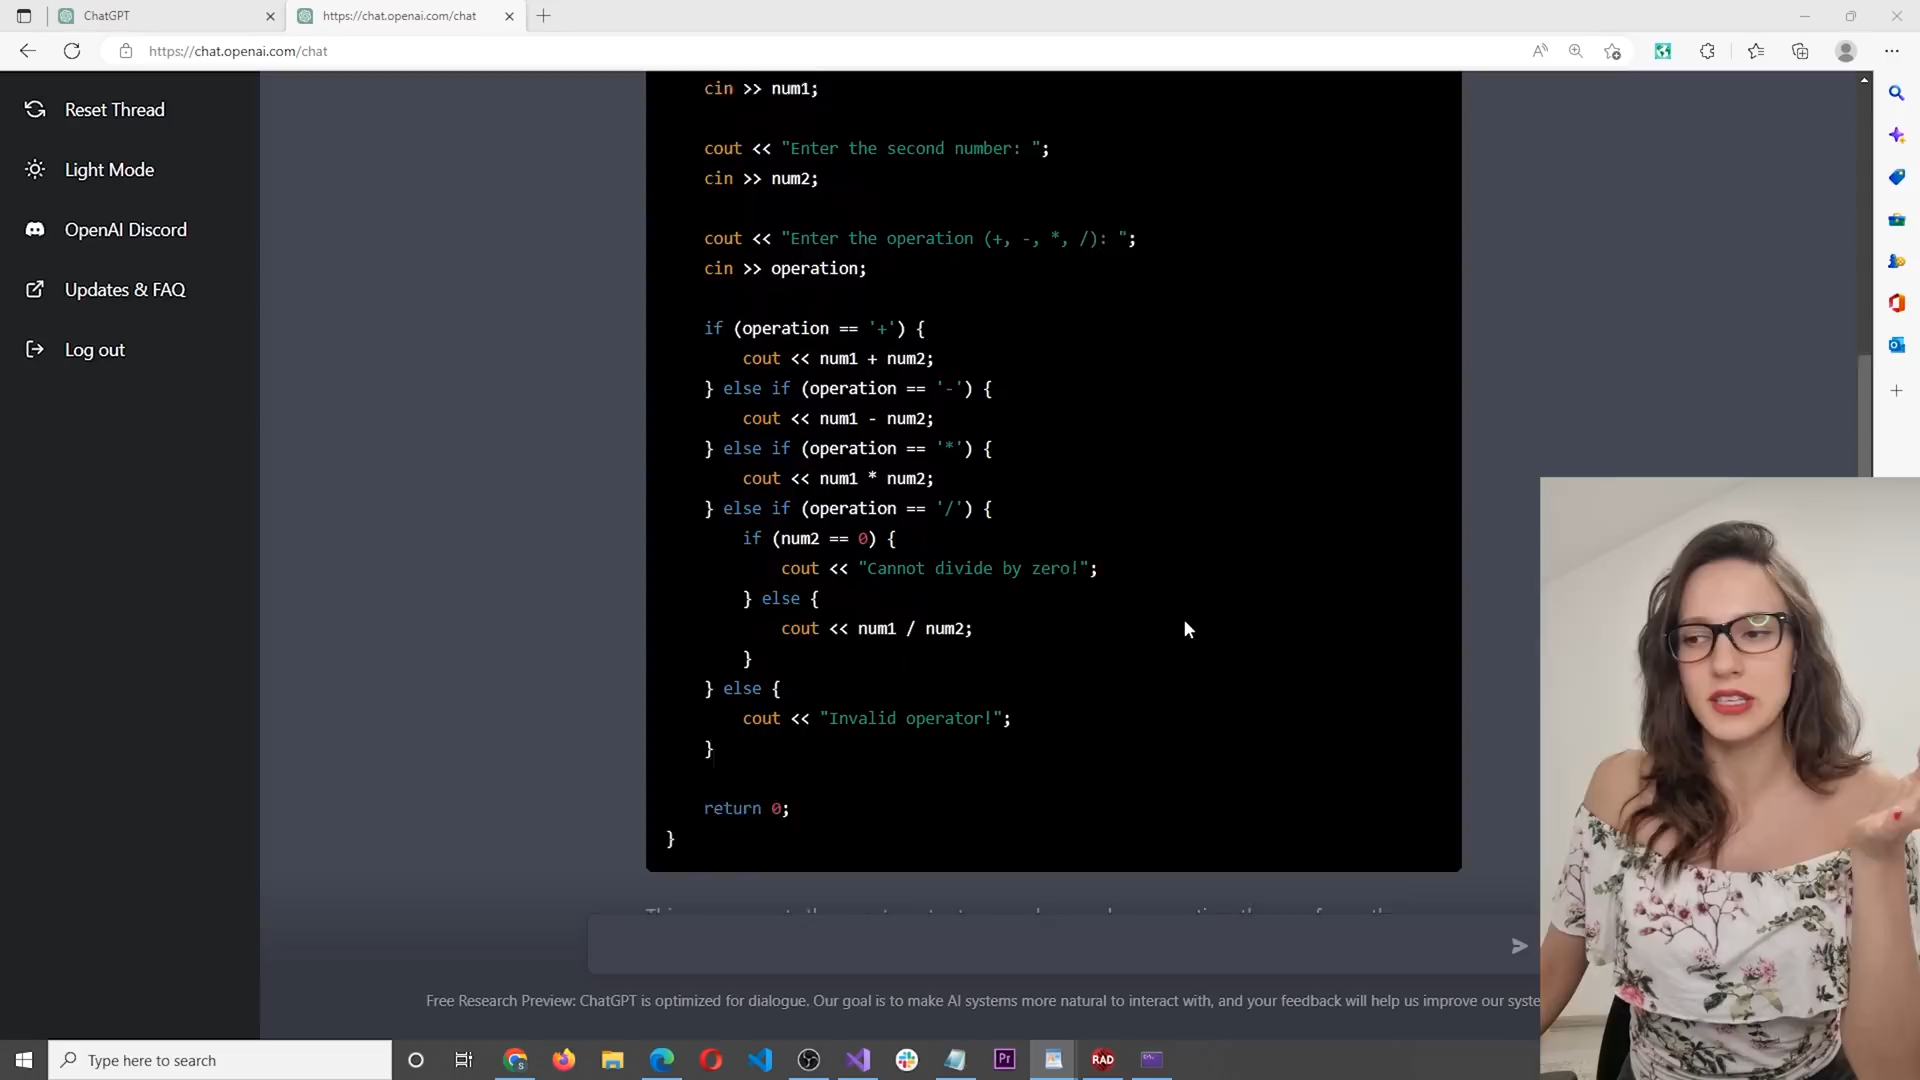 ChatGPT
https://chat.openai.com/chat
https://chat.openai.com/chat
Reset Thread
Light Mode
OpenAI Discord
Updates & FAQ
Log out
cin >> num1;
cout << "Enter the second number: ";
cin >> num2;
cout << "Enter the operation (+, -, *, /): ";
cin >> operation;
if (operation == '+') {
cout << num1 + num2;
} else if (operation == '-') {
cout << num1 - num2;
} else if (operation == '*') {
cout << num1 * num2;
} else if (operation == '/') {
if (num2 == 0) {
cout << "Cannot divide by zero!";
} else {
cout << num1 / num2;
}
} else {
cout << "Invalid operator!";
}
return 0;
}
Free Research Preview: ChatGPT is optimized for dialogue. Our goal is to make AI systems more natural to interact with, and your feedback will help us improve our syste
Type here to search
Pr
RAD